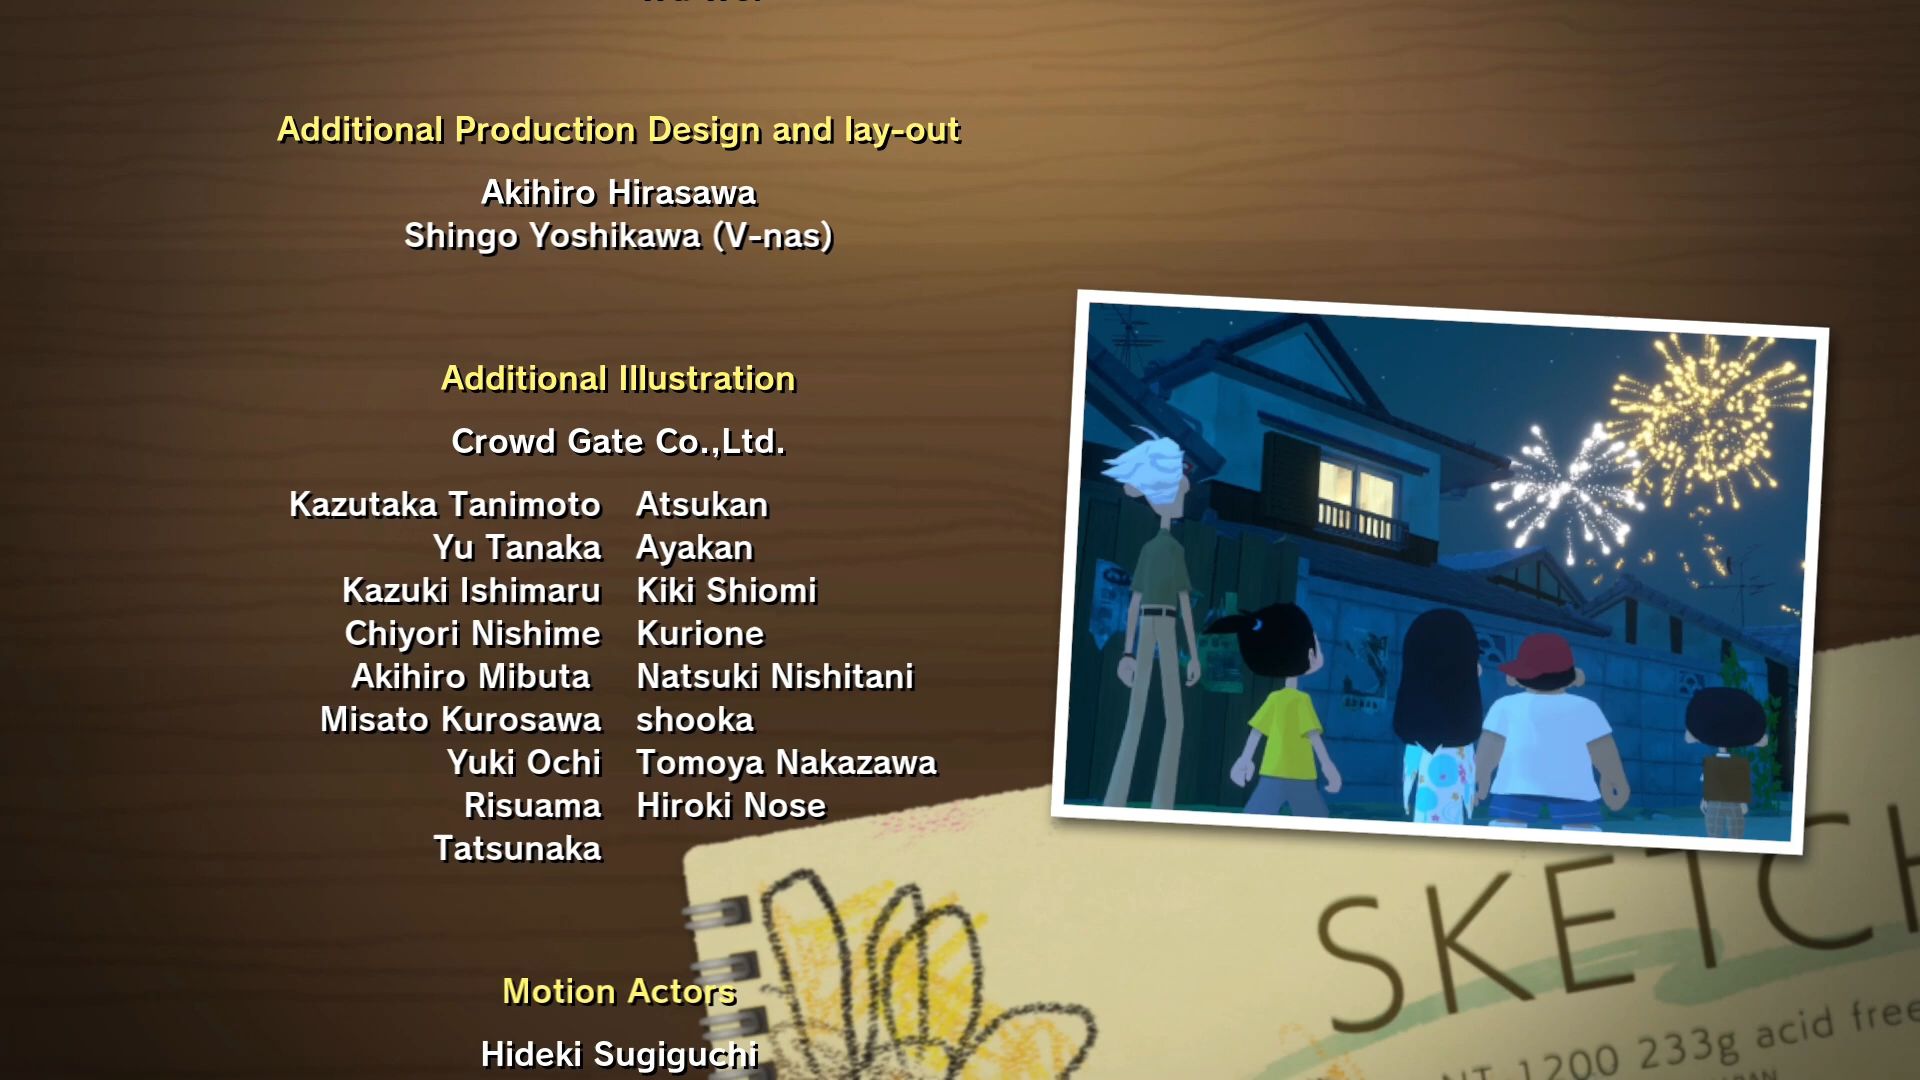 Additional Production Design and lay-out
Akihiro Hirasawa
Shingo Yoshikawa (V-nas)
Additional Illustration
Crowd Gate Co.,Ltd.
Kazutaka Tanimoto Atsukan
Yu Tanaka Ayakan
Kazuki Ishimaru Kiki Shiomi
Chiyori Nishime Kurione
Akihiro Mibuta Natsuki Nishitani
Misato Kurosawa shooka
Yuki Ochi Tomoya Nakazawa
Risuama Hiroki Nose
Tatsunaka
Motion Actors
Hideki Sugiguchi
SKETCH
1200 233g acid free